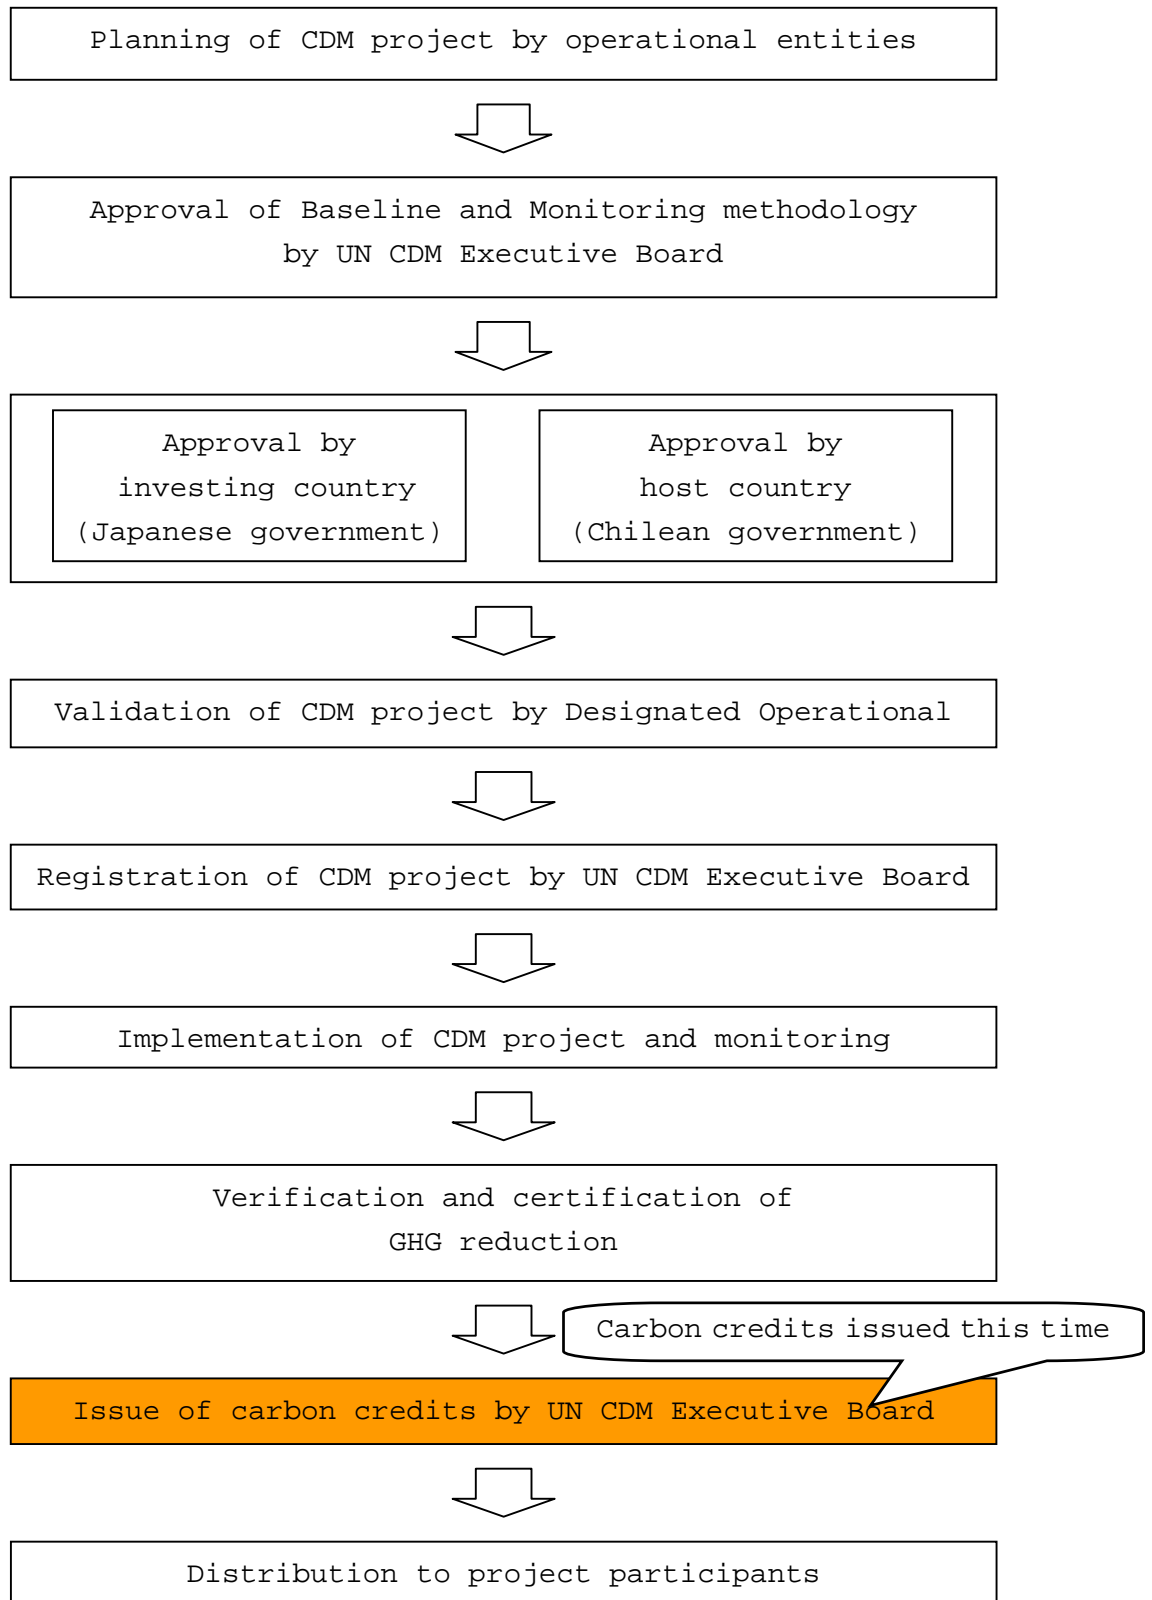 Planning of CDM project by operational entities
Approval of Baseline and Monitoring methodology
by UN CDM Executive Board
Approval by
investing country
(Japanese government)
Approval by
host country
(Chilean government)
Validation of CDM project by Designated Operational
Registration of CDM project by UN CDM Executive Board
Implementation of CDM project and monitoring
Verification and certification of
GHG reduction
Carbon credits issued this time
Issue of carbon credits by UN CDM Executive Board
Distribution to project participants